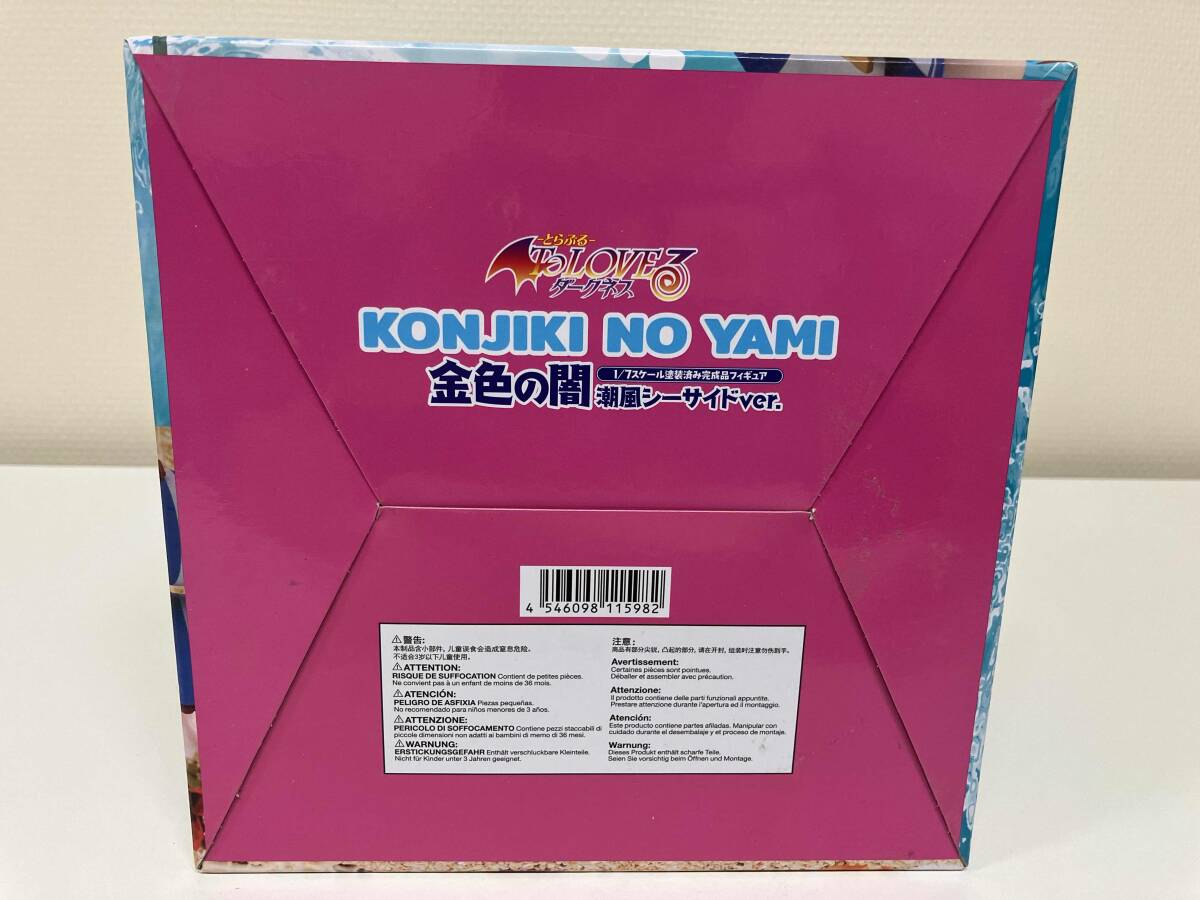 -とらぶる-
To LOVEる
ダークネス
KONJIKI NO YAMI
金色の闇
1/7スケール塗装済み完成品フィギュア
潮風シーサイドver.
4 546098 115982
⚠警告:
本制品含小部件，儿童误食会造成窒息危险。
不适合3岁以下儿童使用。
⚠ATTENTION:
RISQUE DE SUFFOCATION Contient de petites pièces.
Ne convient pas à un enfant de moins de 36 mois.
⚠ATENCIÓN:
PELIGRO DE ASFIXIA Piezas pequeñas.
No recomendado para niños menores de 3 años.
⚠ATTENZIONE:
PERICOLO DI SOFFOCAMENTO Contiene pezzi staccabili di
piccole dimensioni non adatti ai bambini di memo di 36 mesi.
⚠WARNUNG:
ERSTICKUNGSGEFAHR Enthält verschluckbare Kleinteile.
Nicht für Kinder unter 3 Jahren geeignet.
注意:
商品有部分尖锐，凸起的部分，请在开封，组装时注意勿伤到手。
Avertissement:
Certaines pièces sont pointues.
Déballer et assembler avec précaution.
Attenzione:
Il prodotto contiene delle parti funzionali appuntite.
Prestare attenzione durante l'apertura ed il montaggio.
Atención:
Este producto contiene partes afiladas. Manipular con
cuidado durante el desembalaje y el proceso de montaje.
Warnung:
Dieses Produkt enthält scharfe Teile.
Seien Sie vorsichtig beim Öffnen und Montage.